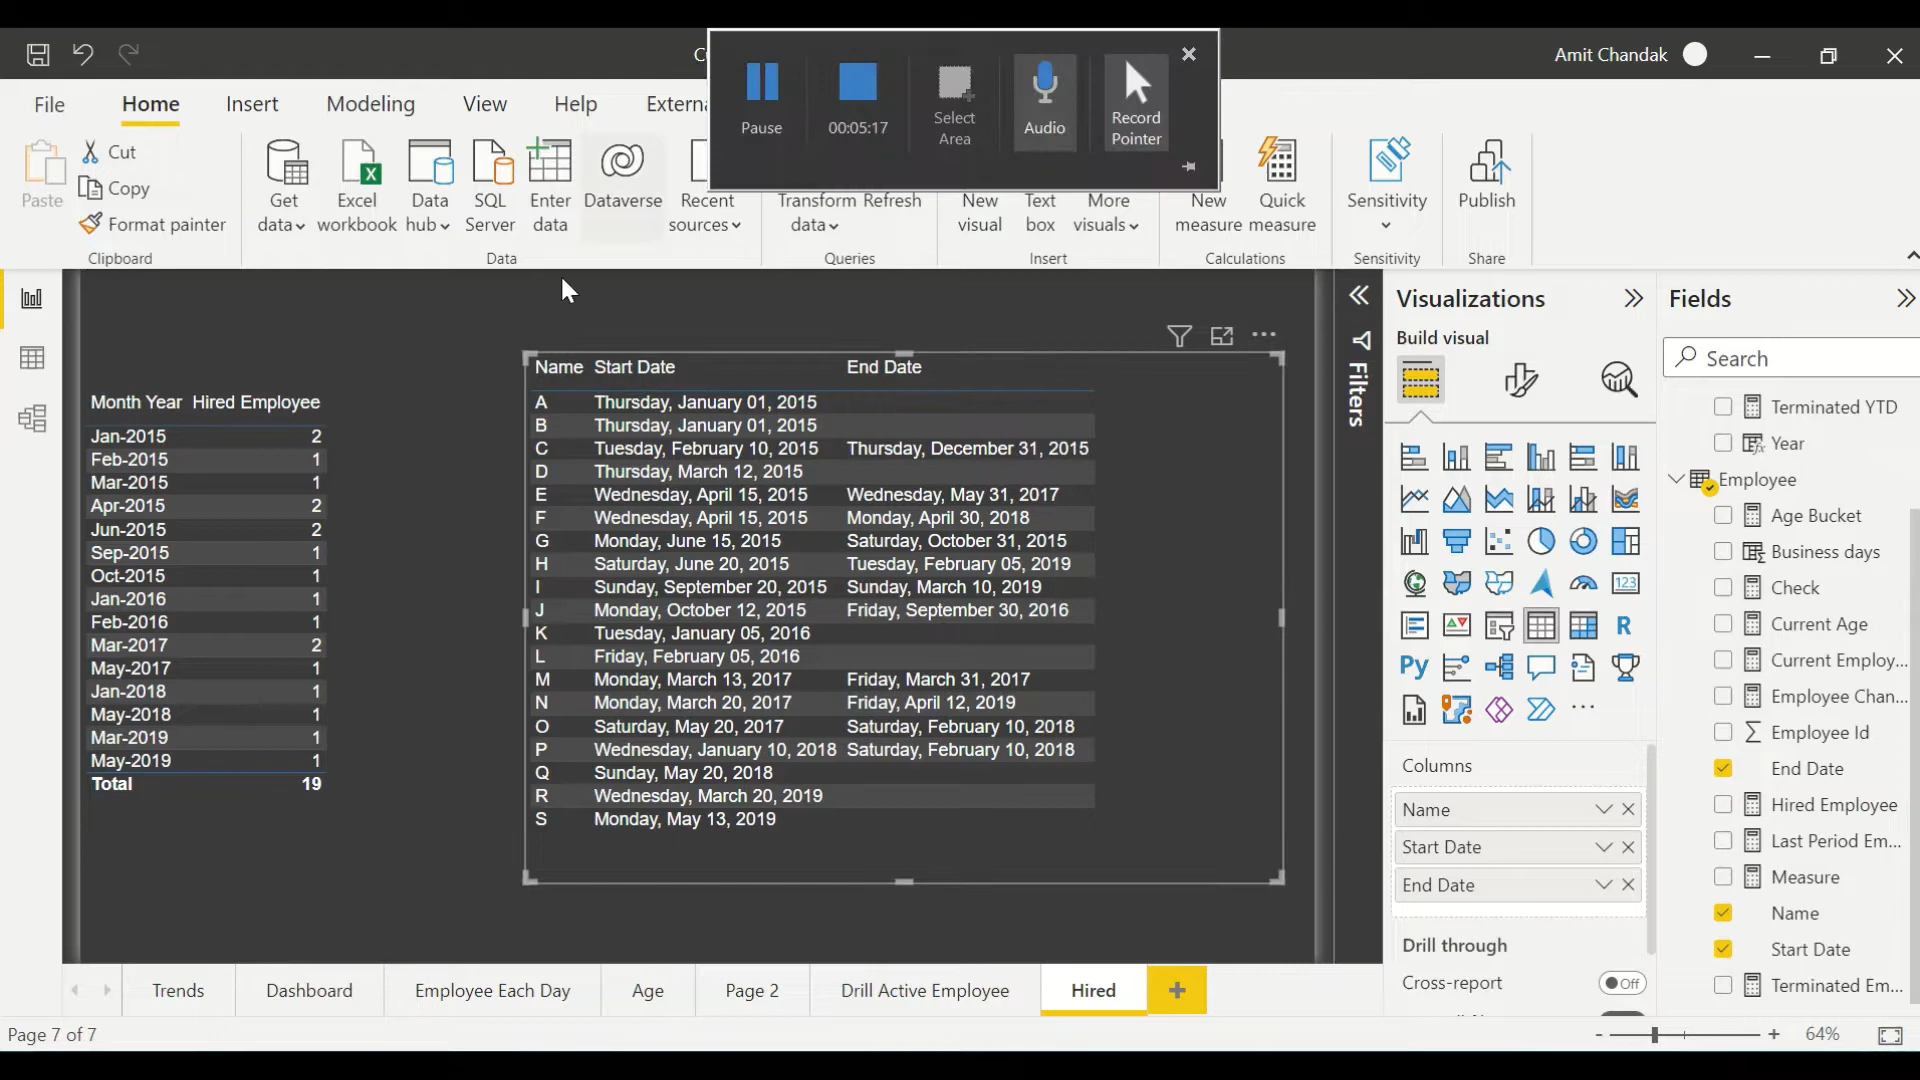 C
Amit Chandak
Pause
00:05:17
Select Area
Audio
Record Pointer
File Home Insert Modeling View Help Externa
Paste
Cut
Copy
Format painter
Clipboard
Get data
Excel workbook
Data hub
SQL Server
Enter data
Dataverse
Recent sources
Data
Transform data
Refresh
Queries
New visual
Text box
More visuals
Insert
New measure
Quick measure
Calculations
Sensitivity
Sensitivity
Publish
Share
Month Year Hired Employee
Jan-2015 2
Feb-2015 1
Mar-2015 1
Apr-2015 2
Jun-2015 2
Sep-2015 1
Oct-2015 1
Jan-2016 1
Feb-2016 1
Mar-2017 2
May-2017 1
Jan-2018 1
May-2018 1
Mar-2019 1
May-2019 1
Total 19
Name Start Date End Date
A Thursday, January 01, 2015
B Thursday, January 01, 2015
C Tuesday, February 10, 2015 Thursday, December 31, 2015
D Thursday, March 12, 2015
E Wednesday, April 15, 2015 Wednesday, May 31, 2017
F Wednesday, April 15, 2015 Monday, April 30, 2018
G Monday, June 15, 2015 Saturday, October 31, 2015
H Saturday, June 20, 2015 Tuesday, February 05, 2019
I Sunday, September 20, 2015 Sunday, March 10, 2019
J Monday, October 12, 2015 Friday, September 30, 2016
K Tuesday, January 05, 2016
L Friday, February 05, 2016
M Monday, March 13, 2017 Friday, March 31, 2017
N Monday, March 20, 2017 Friday, April 12, 2019
O Saturday, May 20, 2017 Saturday, February 10, 2018
P Wednesday, January 10, 2018 Saturday, February 10, 2018
Q Sunday, May 20, 2018
R Wednesday, March 20, 2019
S Monday, May 13, 2019
Filters
Visualizations
Build visual
123
R
Py
Columns
Name
Start Date
End Date
Drill through
Cross-report
Off
Fields
Search
Terminated YTD
Year
Employee
Age Bucket
Business days
Check
Current Age
Current Employ...
Employee Chan...
Employee Id
End Date
Hired Employee
Last Period Em...
Measure
Name
Start Date
Terminated Em...
Trends
Dashboard
Employee Each Day
Age
Page 2
Drill Active Employee
Hired
Page 7 of 7
64%